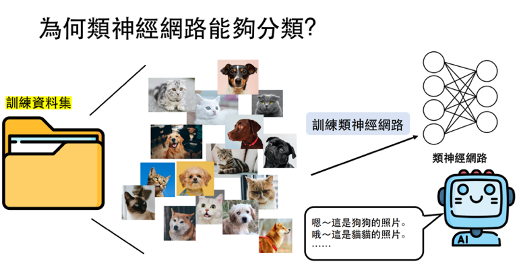 為何類神經網路能夠分類?
訓練資料集
訓練類神經網路
類神經網路
嗯～這是狗狗的照片。
哦～這是貓貓的照片。
……
AI